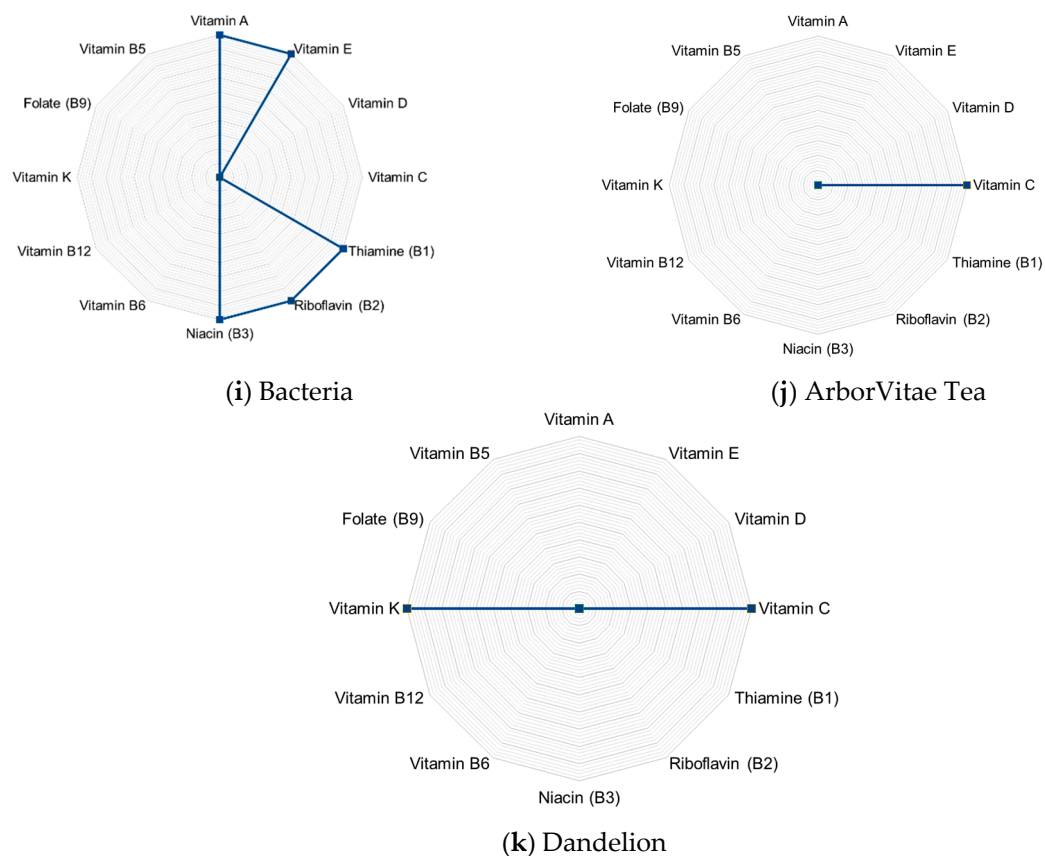 Vitamin A
Vitamin B5
Vitamin E
Folate (B9)
Vitamin D
Vitamin K
Vitamin C
Vitamin B12
Thiamine (B1)
Vitamin B6
Riboflavin (B2)
Niacin (B3)
(i) Bacteria
Vitamin A
Vitamin B5
Vitamin E
Folate (B9)
Vitamin D
Vitamin K
Vitamin C
Vitamin B12
Thiamine (B1)
Vitamin B6
Riboflavin (B2)
Niacin (B3)
(j) ArborVitae Tea
Vitamin A
Vitamin B5
Vitamin E
Folate (B9)
Vitamin D
Vitamin K
Vitamin C
Vitamin B12
Thiamine (B1)
Vitamin B6
Riboflavin (B2)
Niacin (B3)
(k) Dandelion